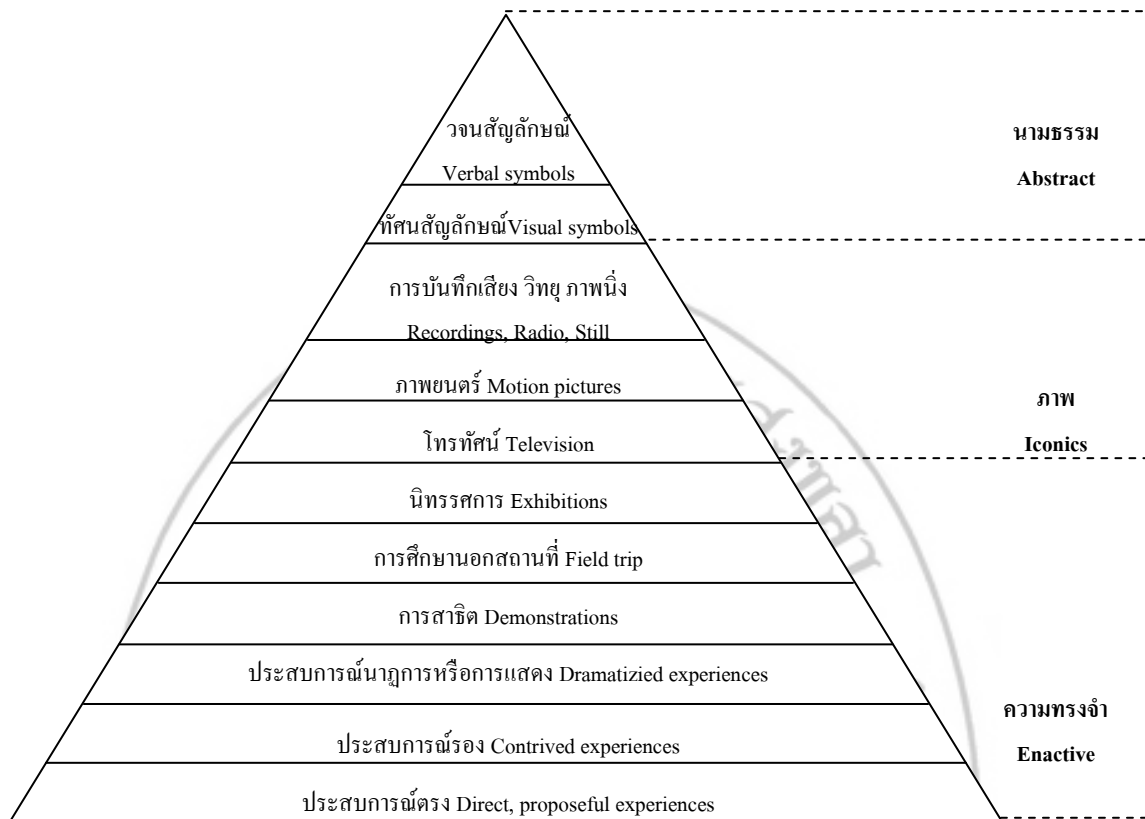 วจนสัญลักษณ์
Verbal symbols
นามธรรม
Abstract
ทัศนสัญลักษณ์Visual symbols
การบันทึกเสียง วิทยุ ภาพนิ่ง
Recordings, Radio, Still
ภาพยนตร์ Motion pictures
ภาพ
Iconics
โทรทัศน์ Television
นิทรรศการ Exhibitions
การศึกษานอกสถานที่ Field trip
การสาธิต Demonstrations
ประสบการณ์นาฏการหรือการแสดง Dramatizied experiences
ความทรงจำ
Enactive
ประสบการณ์รอง Contrived experiences
ประสบการณ์ตรง Direct, proposeful experiences